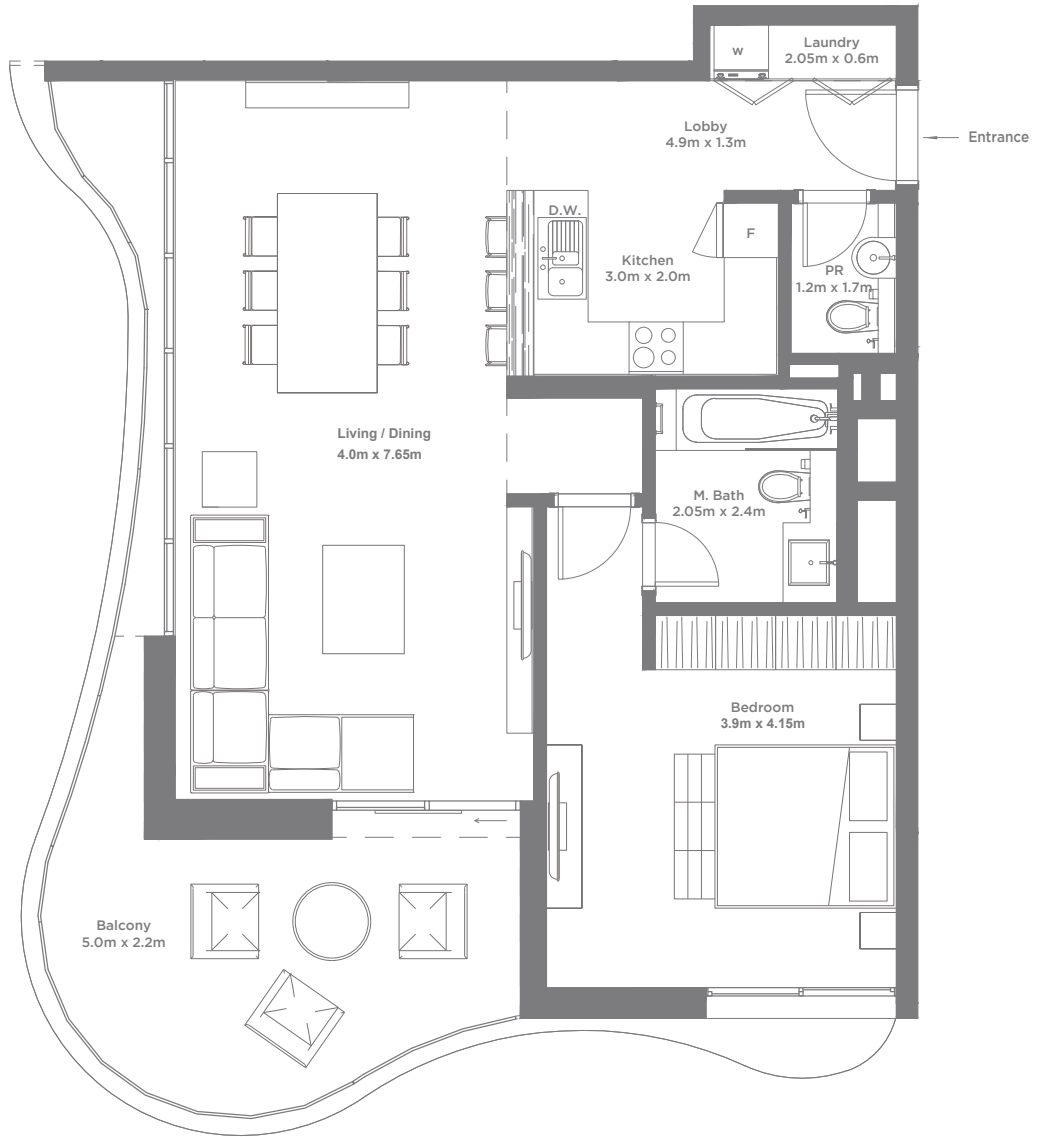 W
Laundry
2.05m x 0.6m
Lobby
4.9m x 1.3m
Entrance
D.W.
F
Kitchen
3.0m x 2.0m
PR
1.2m x 1.7m
Living / Dining
4.0m x 7.65m
M. Bath
2.05m x 2.4m
Bedroom
3.9m x 4.15m
Balcony
5.0m x 2.2m